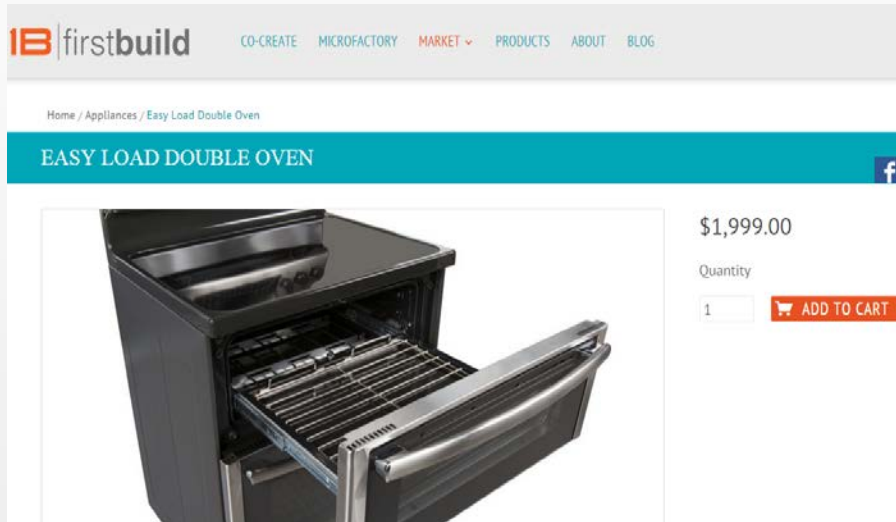 1B firstbuild
CO-CREATE MICROFACTORY MARKET PRODUCTS ABOUT BLOG
Home / Appliances / Easy Load Double Oven
EASY LOAD DOUBLE OVEN
f
$1,999.00
Quantity
1 ADD TO CART